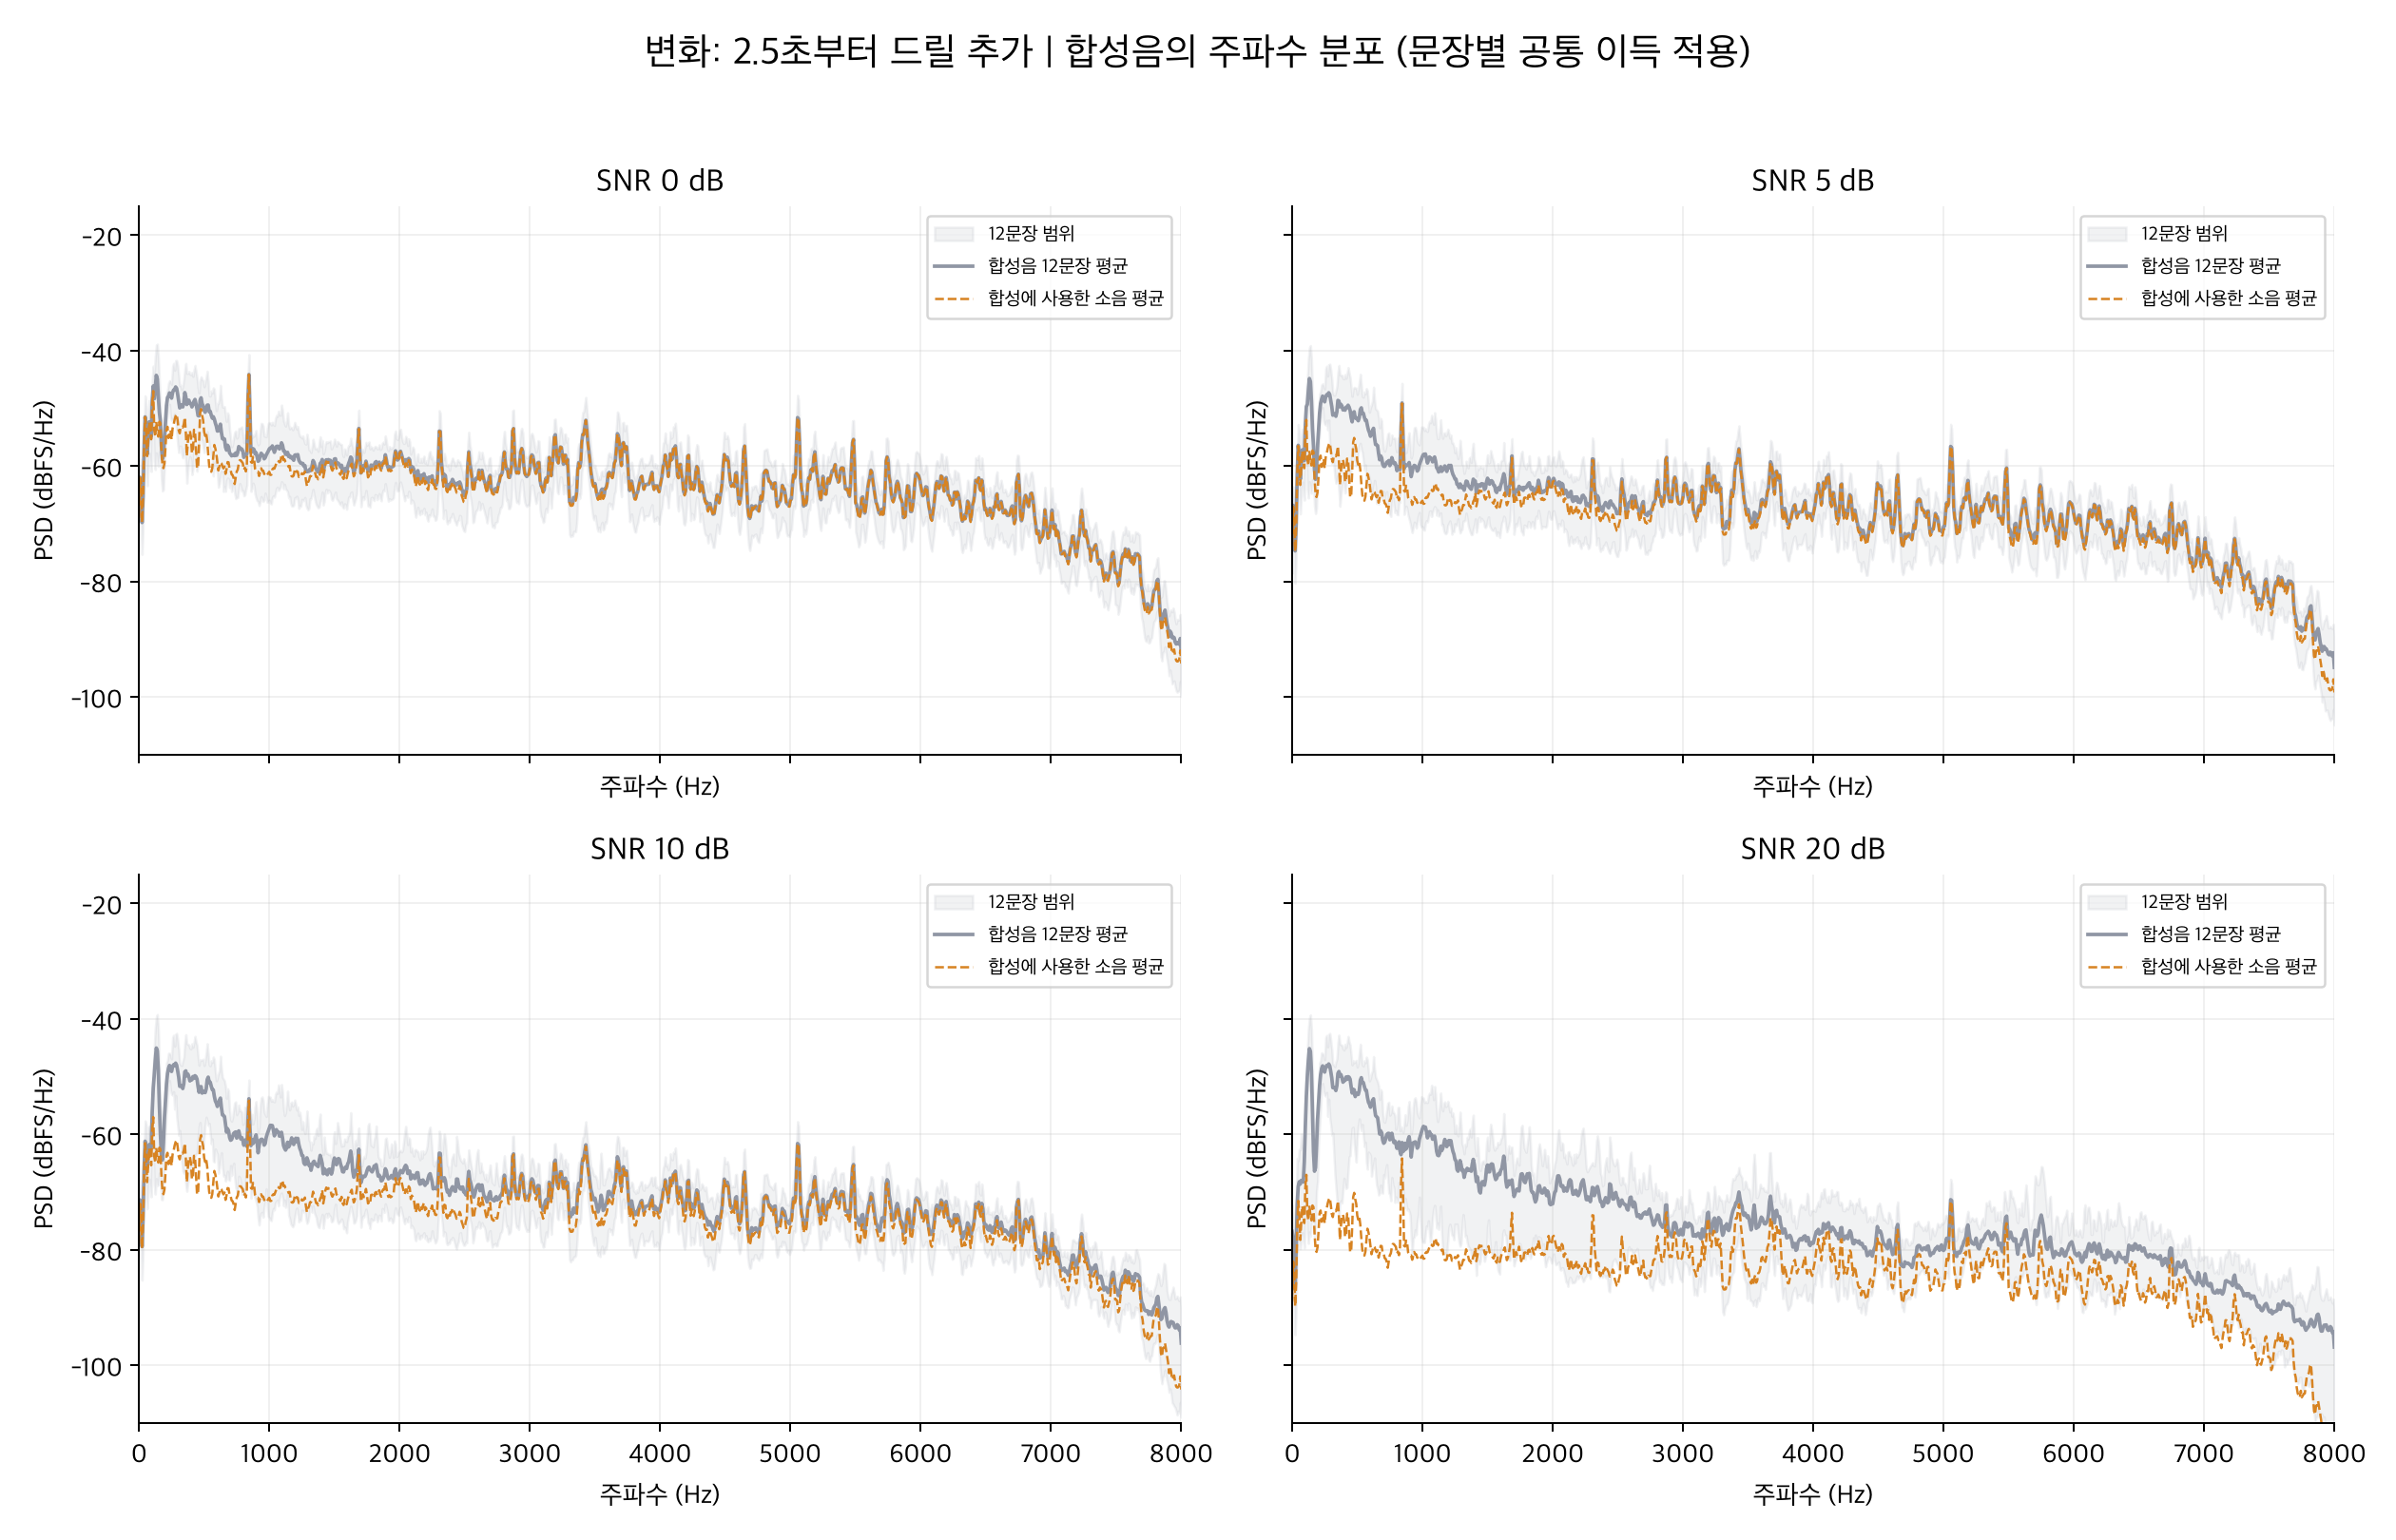 변화: 2.5초부터 드릴 추가 | 합성음의 주파수 분포 (문장별 공통 이득 적용)
SNR 0 dB
12문장 범위
합성음 12문장 평균
합성에 사용한 소음 평균
-20
-40
-60
-80
-100
PSD (dBFS/Hz)
주파수 (Hz)
SNR 5 dB
12문장 범위
합성음 12문장 평균
합성에 사용한 소음 평균
PSD (dBFS/Hz)
주파수 (Hz)
SNR 10 dB
12문장 범위
합성음 12문장 평균
합성에 사용한 소음 평균
-20
-40
-60
-80
-100
PSD (dBFS/Hz)
0 1000 2000 3000 4000 5000 6000 7000 8000
주파수 (Hz)
SNR 20 dB
12문장 범위
합성음 12문장 평균
합성에 사용한 소음 평균
PSD (dBFS/Hz)
0 1000 2000 3000 4000 5000 6000 7000 8000
주파수 (Hz)